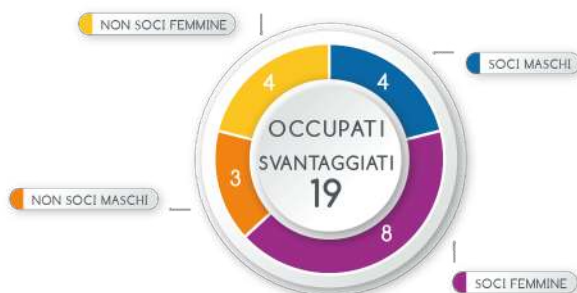 NON SOCI FEMMINE
SOCI MASCHI
4
4
OCCUPATI
SVANTAGGIATI
19
3
NON SOCI MASCHI
8
SOCI FEMMINE